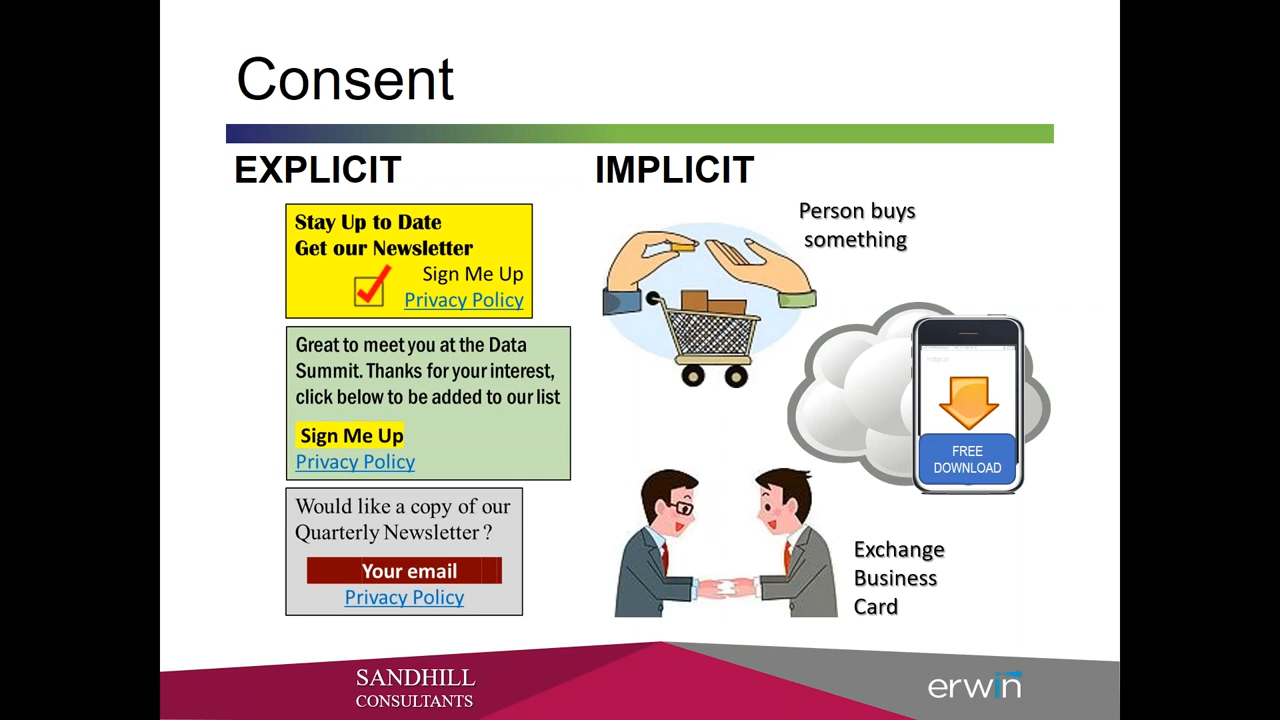 Consent
EXPLICIT
Stay Up to Date
Get our Newsletter
Sign Me Up
Privacy Policy
Great to meet you at the Data
Summit. Thanks for your interest,
click below to be added to our list
Sign Me Up
Privacy Policy
Would like a copy of our
Quarterly Newsletter ?
Your email
Privacy Policy
IMPLICIT
Person buys
something
http://
FREE
DOWNLOAD
Exchange
Business
Card
SANDHILL
CONSULTANTS
erwin